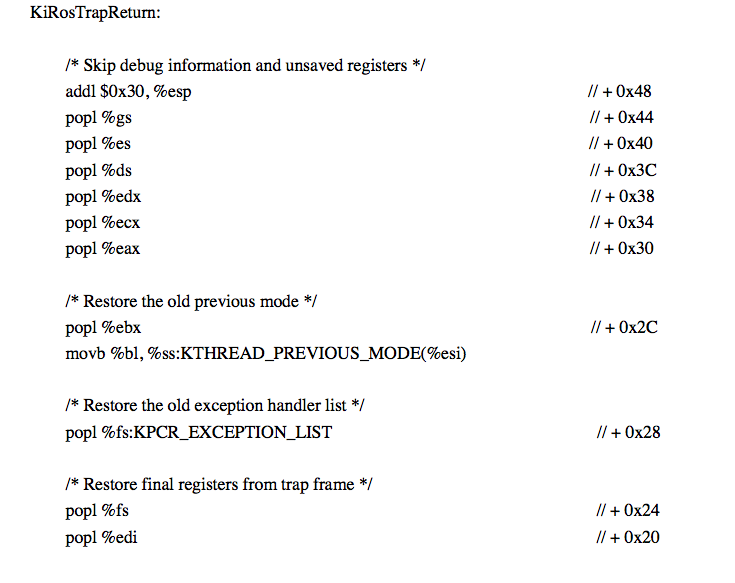 KiRosTrapReturn:
/* Skip debug information and unsaved registers */
addl $0x30, %esp // + 0x48
popl %gs // + 0x44
popl %es // + 0x40
popl %ds // + 0x3C
popl %edx // + 0x38
popl %ecx // + 0x34
popl %eax // + 0x30
/* Restore the old previous mode */
popl %ebx // + 0x2C
movb %bl, %ss:KTHREAD_PREVIOUS_MODE(%esi)
/* Restore the old exception handler list */
popl %fs:KPCR_EXCEPTION_LIST // + 0x28
/* Restore final registers from trap frame */
popl %fs // + 0x24
popl %edi // + 0x20